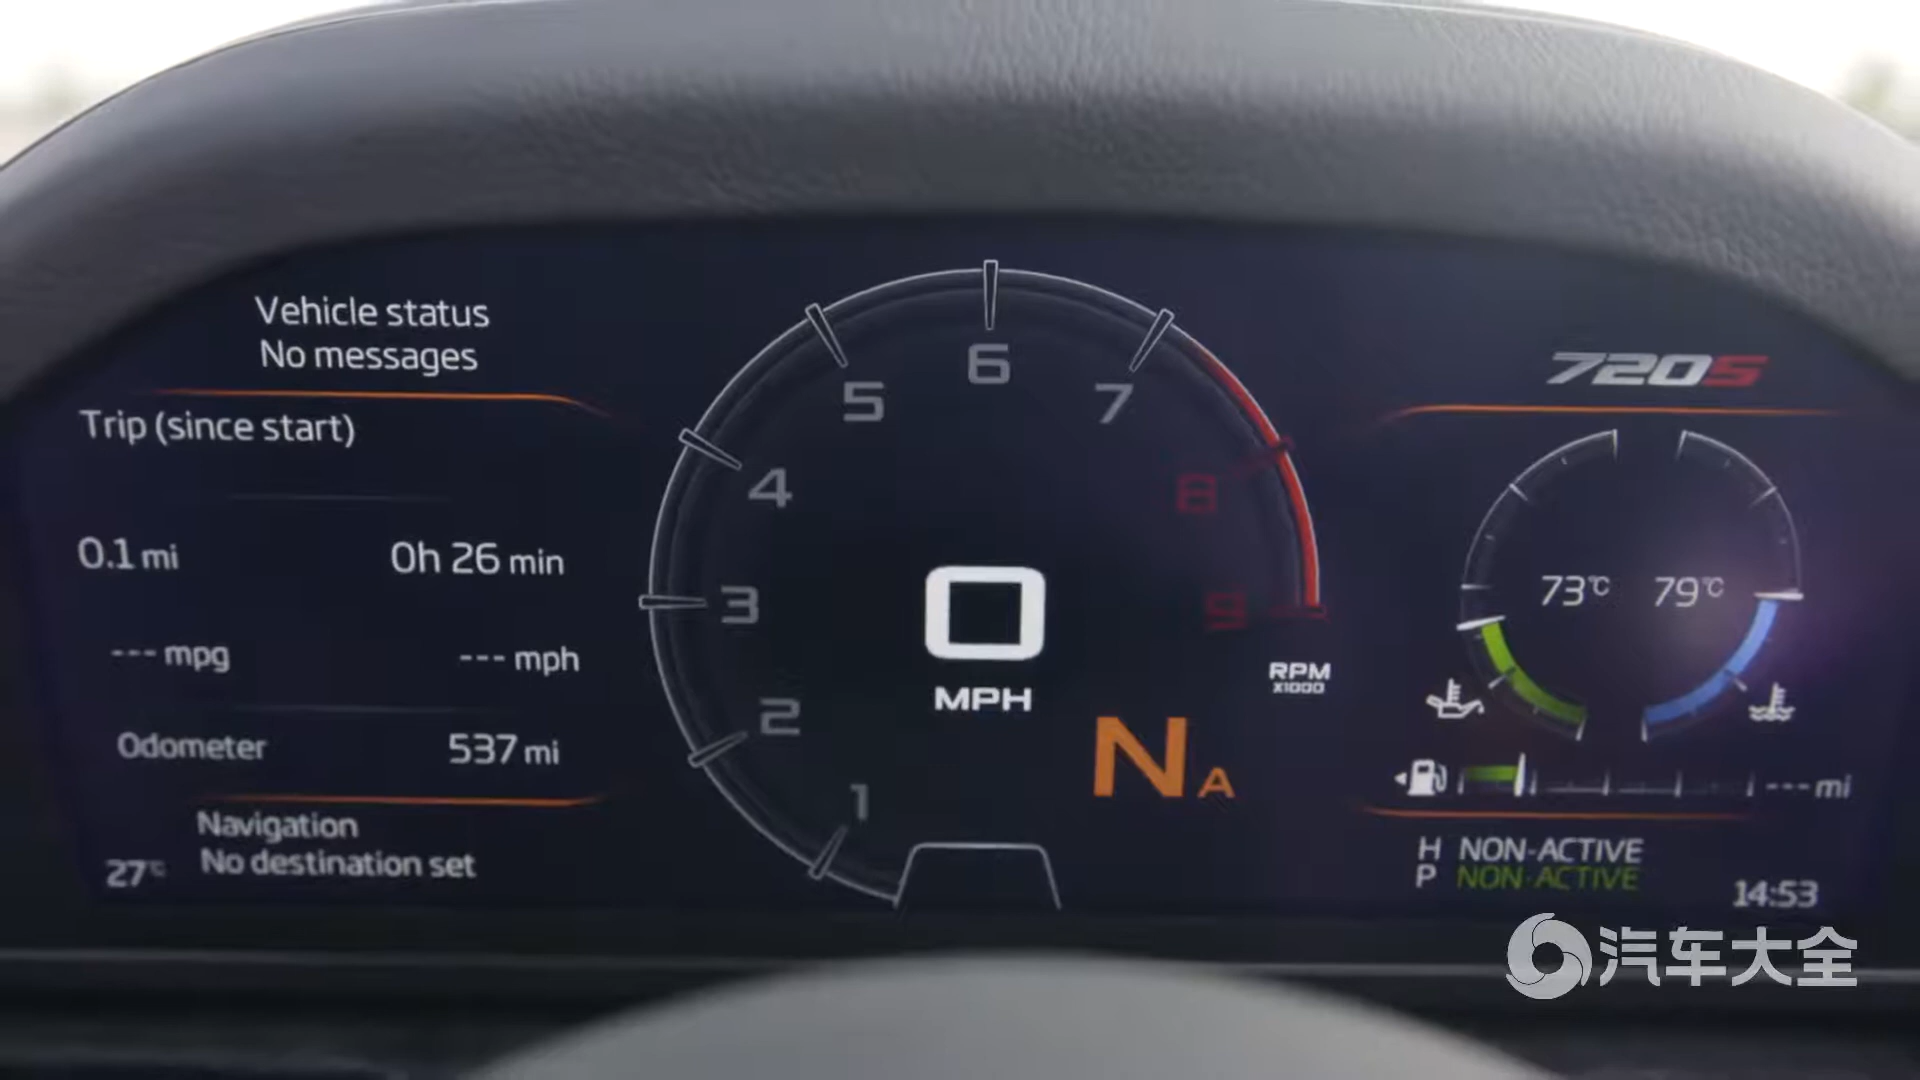 Vehicle status
No messages
Trip (since start)
0.1 mi
0h 26 min
--- mpg
--- mph
Odometer
537 mi
Navigation
No destination set
27°C
1
2
3
4
5
6
7
8
9
RPM
X1000
0
MPH
N A
720S
73°C
79°C
--- mi
H NON-ACTIVE
P NON-ACTIVE
14:53
汽车大全